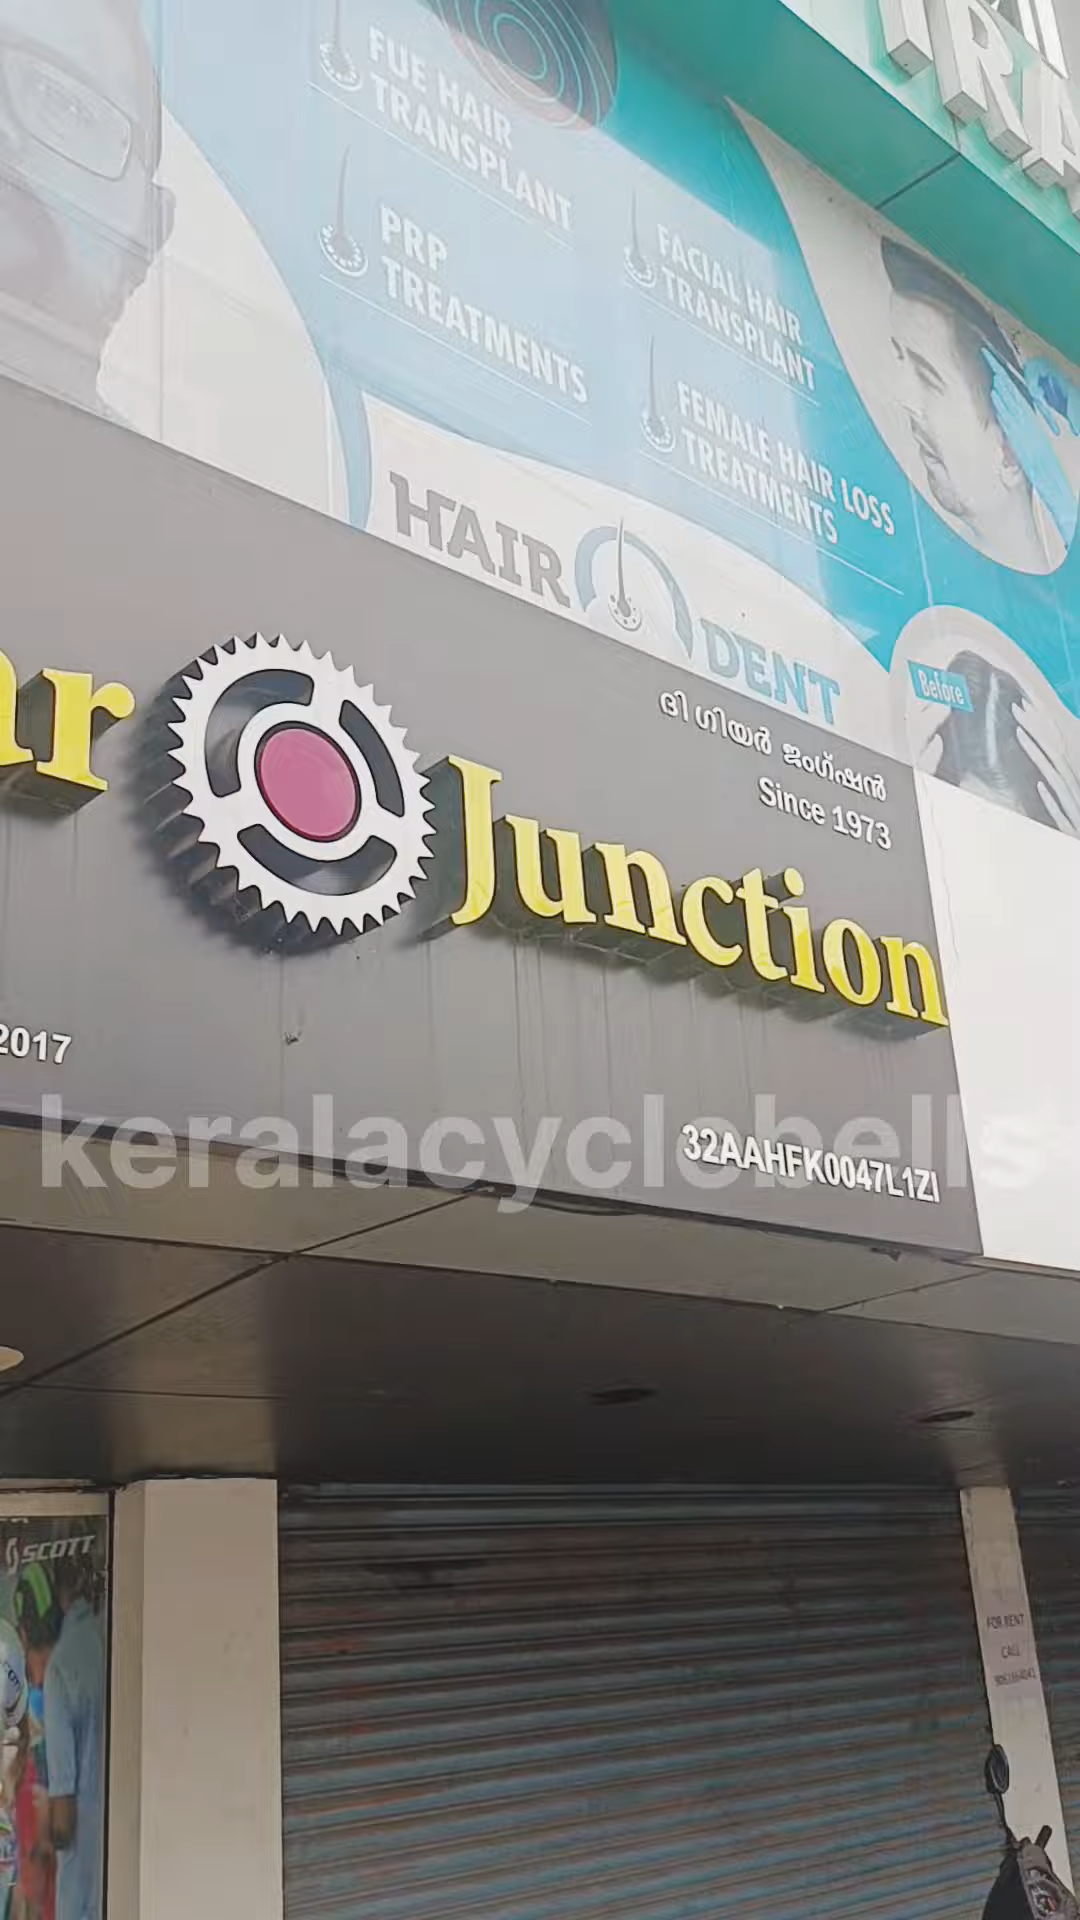 FUE HAIR
TRANSPLANT
PRP
TREATMENTS
FACIAL HAIR
TRANSPLANT
FEMALE HAIR LOSS
TREATMENTS
HAIR
DENT
Before
ദി ഗിയർ ജംഗ്ഷൻ
Since 1973
ar Junction
2017
keralacyclebells
32AAHFK0047L1ZI
SCOTT
FOR RENT
CALL